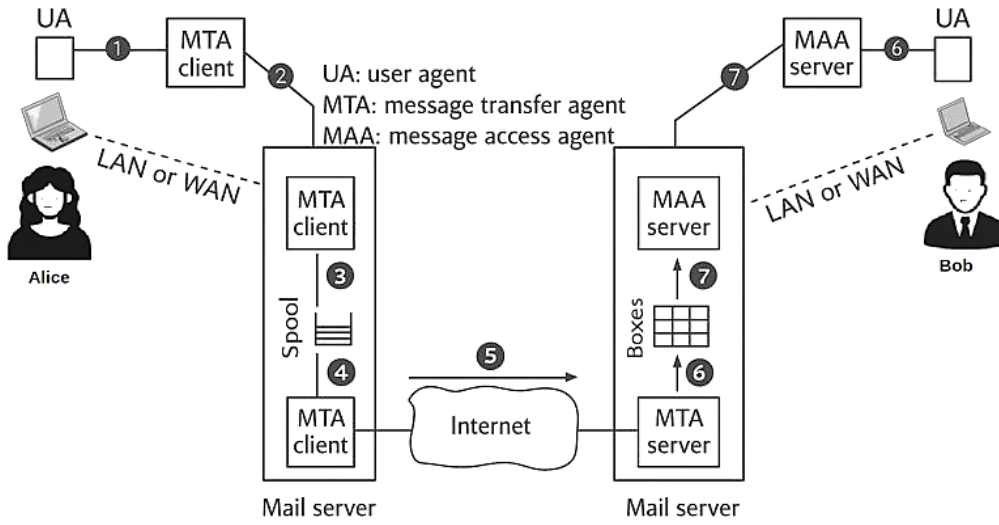 UA
1
MTA
client
2
UA: user agent
MTA: message transfer agent
MAA: message access agent
7
MAA
server
6
UA
LAN or WAN
Alice
MTA
client
3
Spool
4
MTA
client
Mail server
5
Internet
LAN or WAN
Bob
MAA
server
7
Boxes
6
MTA
server
Mail server